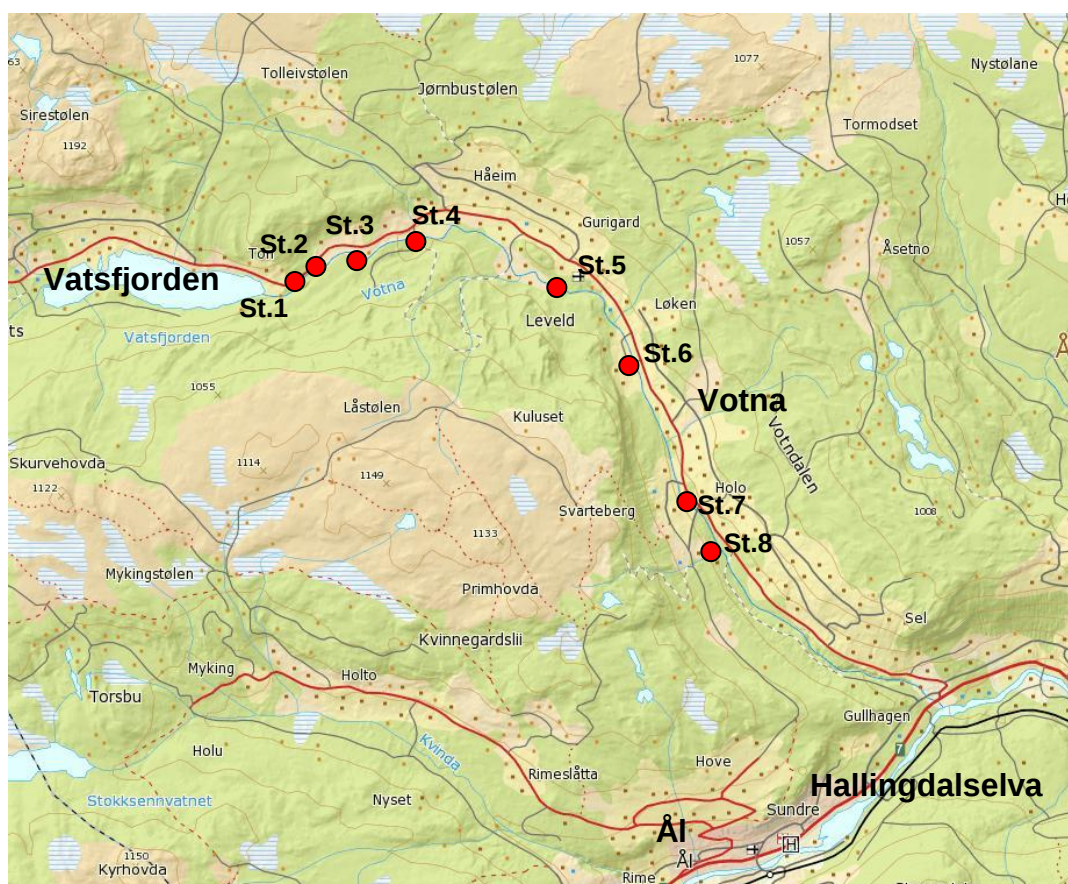 1077
Nystølane
63
Tolleivstølen
Jørnbustølen
Sirestølen
Tormodset
1192
Håeim
St.4
Gurigard
St.3
St.2
1057
Åsetno
Ton
Vatsfjorden
St.5
Votna
St.1
Løken
ts
Vatsfjorden
Leveld
St.6
1055
Votna
Låstølen
Kuluset
Votndalen
Skurvehovda
1114
1149
Holo
1122
St.7
Svarteberg
1008
1133
St.8
Mykingstølen
Primhovda
Sel
Kvinnegardslii
Myking
Holto
Torsbu
Gullhagen
Holu
Kvinda
7
Hove
Rimeslåtta
Hallingdalselva
Stokksennvatnet
Nyset
Sundre
Ål
H
Ål
1150
Kyrhovda
Rime